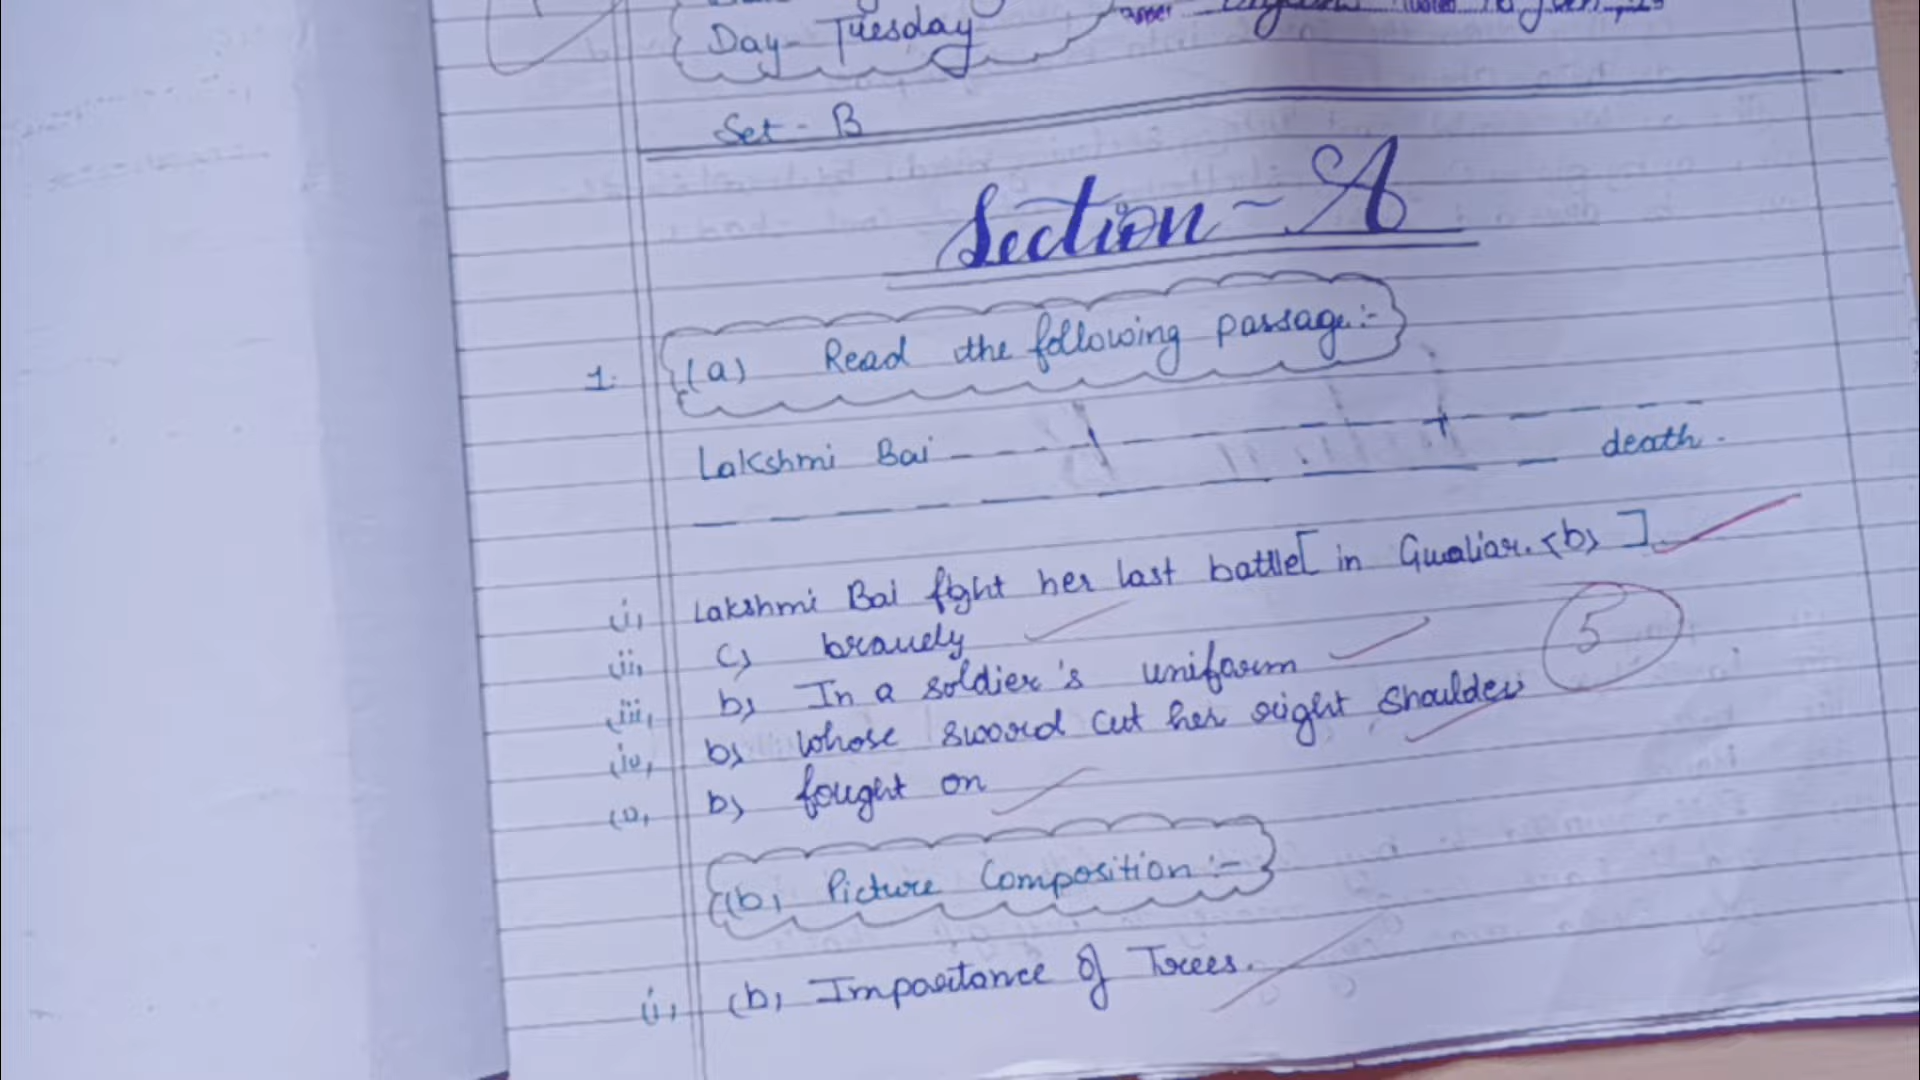 Day- Tuesday
Set - B
Section - A
1. (a) Read the following passage:-
Lakshmi Bai - - - - - - - - - - - - death.
(i) Lakshmi Bai fght her last battle[ in Gwaliar. (b) ]
(ii) c) bravely
5
(iii) b) In a soldier's uniform
(iv) b) whose sword cut her right shoulder
(v) b) fought on
(b) Picture Composition :-
(i) (b) Importance of Trees.